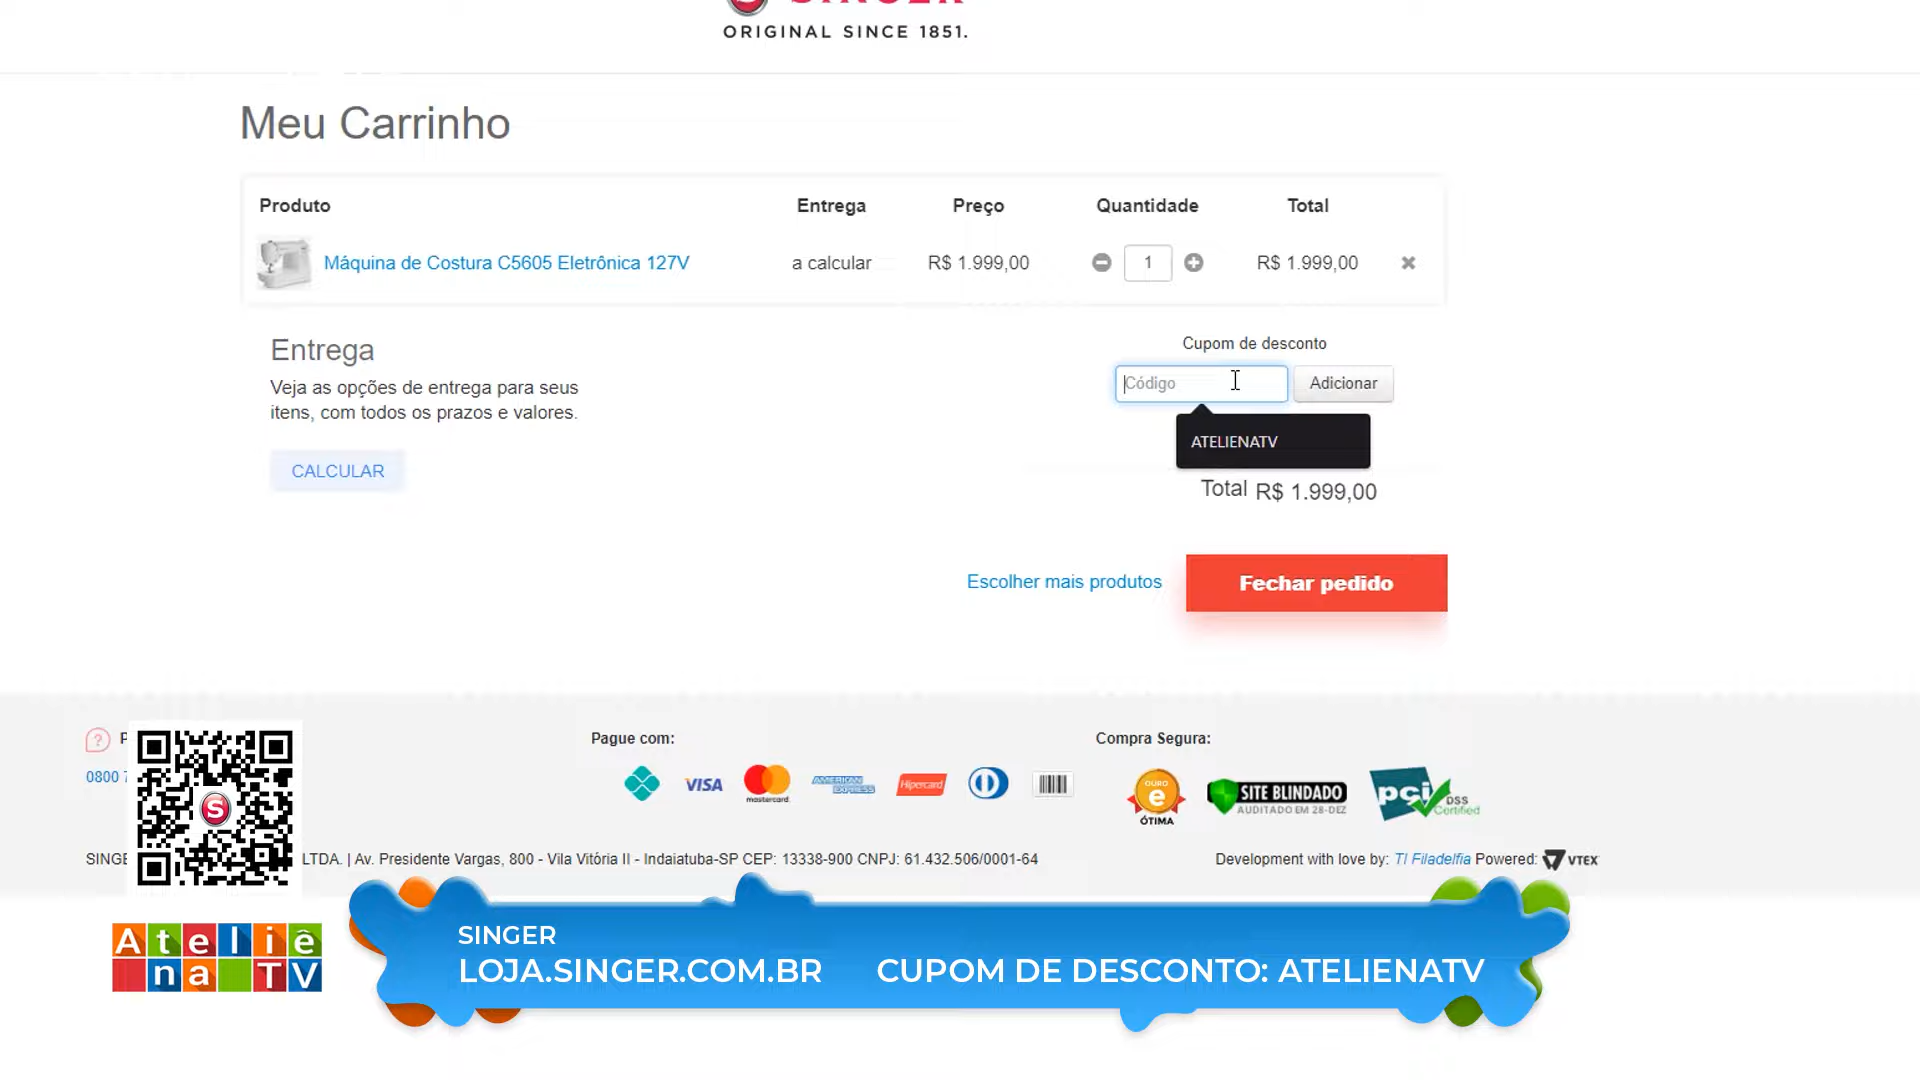 SINGER
ORIGINAL SINCE 1851.
Meu Carrinho
Produto Entrega Preço Quantidade Total
Máquina de Costura C5605 Eletrônica 127V a calcular R$ 1.999,00 1 R$ 1.999,00
Entrega
Veja as opções de entrega para seus
itens, com todos os prazos e valores.
CALCULAR
Cupom de desconto
Código Adicionar
ATELIENATV
Total R$ 1.999,00
Escolher mais produtos Fechar pedido
Pague com: Compra Segura:
0800 7
VISA mastercard AMERICAN EXPRESS Hipercard
OURO e ÓTIMA
SITE BLINDADO
AUDITADO EM 28-DEZ
pci DSS Certified
SINGE LTDA. | Av. Presidente Vargas, 800 - Vila Vitória II - Indaiatuba-SP CEP: 13338-900 CNPJ: 61.432.506/0001-64
Development with love by: TI Filadelfia Powered: VTEX
Ateliê
na TV
SINGER
LOJA.SINGER.COM.BR CUPOM DE DESCONTO: ATELIENATV